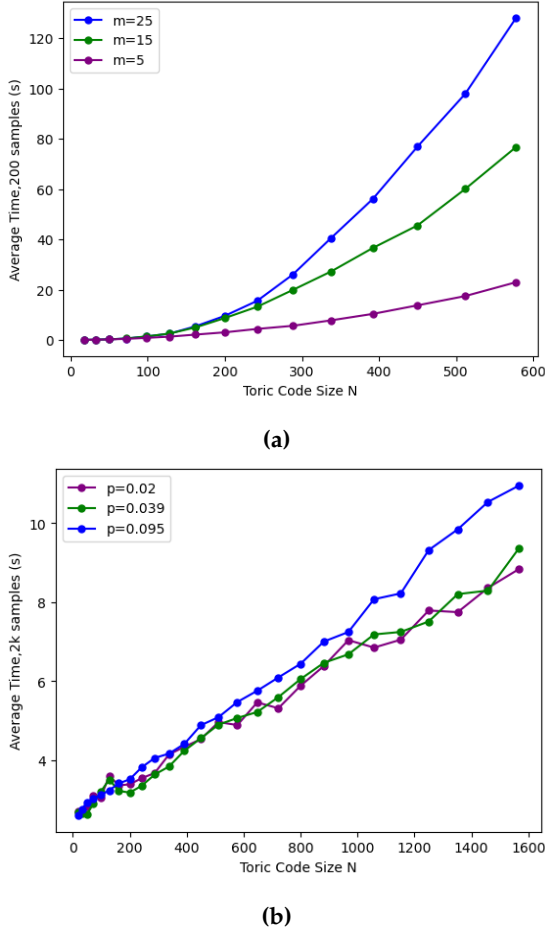 120
100
80
60
40
20
0
Average Time,200 samples (s)
m=25
m=15
m=5
0 100 200 300 400 500 600
Toric Code Size N
(a)
10
8
6
4
Average Time,2k samples (s)
p=0.02
p=0.039
p=0.095
0 200 400 600 800 1000 1200 1400 1600
Toric Code Size N
(b)